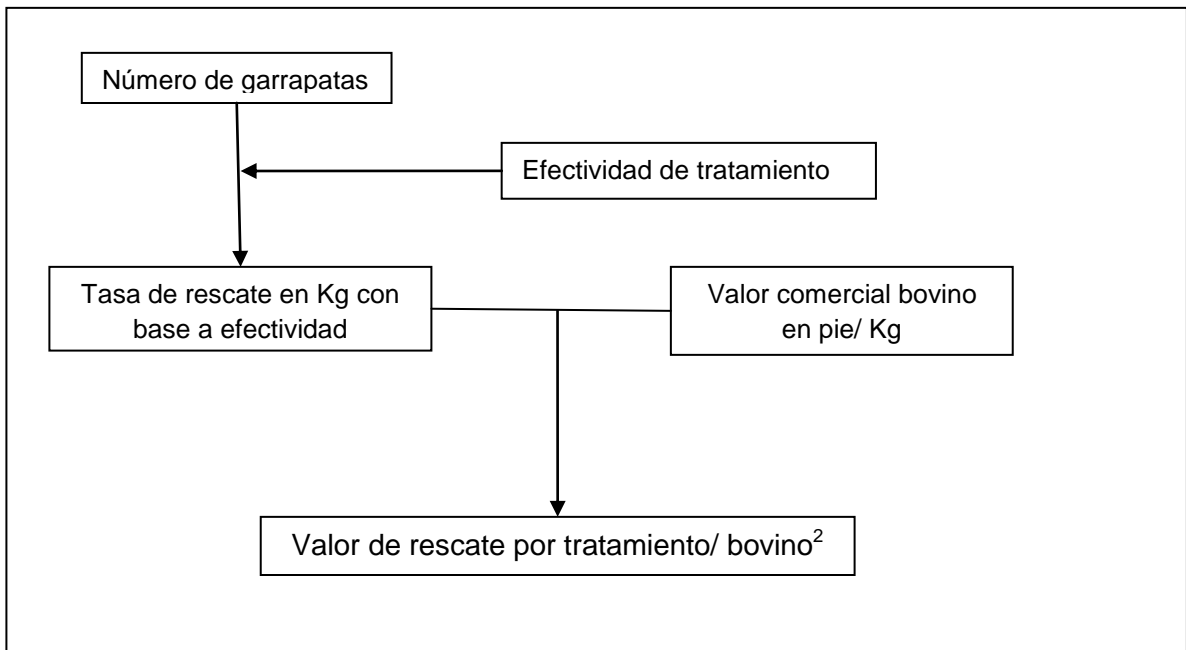 Número de garrapatas
Efectividad de tratamiento
Tasa de rescate en Kg con
base a efectividad
Valor comercial bovino
en pie/ Kg
Valor de rescate por tratamiento/ bovino²